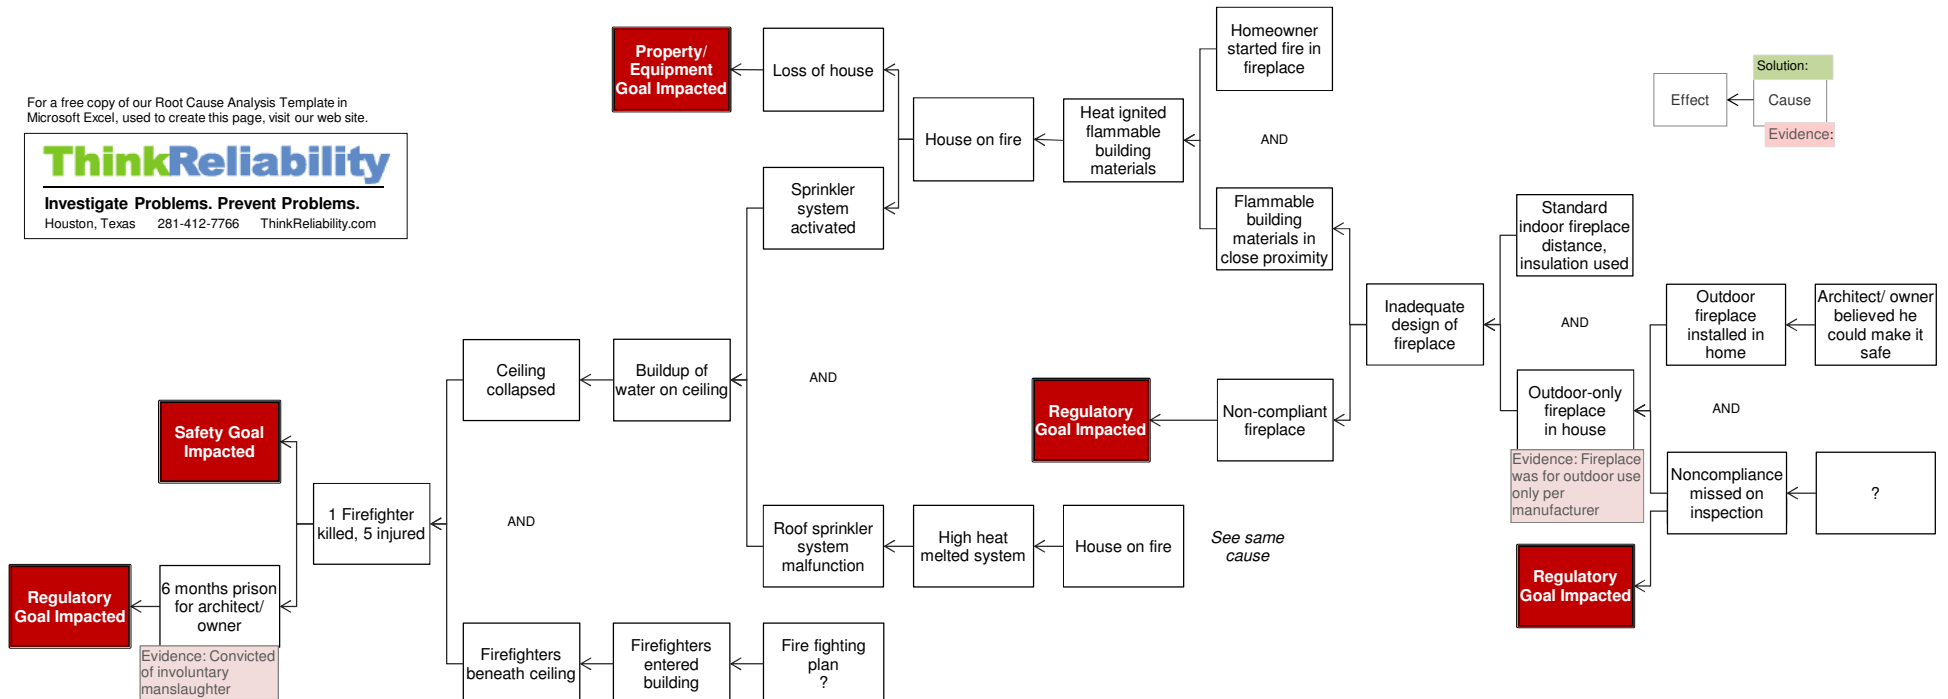 For a free copy of our Root Cause Analysis Template in
Microsoft Excel, used to create this page, visit our web site.
ThinkReliability
Investigate Problems. Prevent Problems.
Houston, Texas 281-412-7766 ThinkReliability.com
Property/
Equipment
Goal Impacted
Loss of house
House on fire
Heat ignited
flammable
building
materials
Homeowner
started fire in
fireplace
AND
Flammable
building
materials in
close proximity
Solution:
Effect
Cause
Evidence:
Sprinkler
system
activated
Standard
indoor fireplace
distance,
insulation used
Inadequate
design of
fireplace
AND
Outdoor
fireplace
installed in
home
Architect/ owner
believed he
could make it
safe
Ceiling
collapsed
Buildup of
water on ceiling
AND
Regulatory
Goal Impacted
Non-compliant
fireplace
Outdoor-only
fireplace
in house
Evidence: Fireplace
was for outdoor use
only per
manufacturer
AND
Noncompliance
missed on
inspection
?
Safety Goal
Impacted
1 Firefighter
killed, 5 injured
AND
Roof sprinkler
system
malfunction
High heat
melted system
House on fire
See same
cause
Regulatory
Goal Impacted
Regulatory
Goal Impacted
6 months prison
for architect/
owner
Evidence: Convicted
of involuntary
manslaughter
Firefighters
beneath ceiling
Firefighters
entered
building
Fire fighting
plan
?